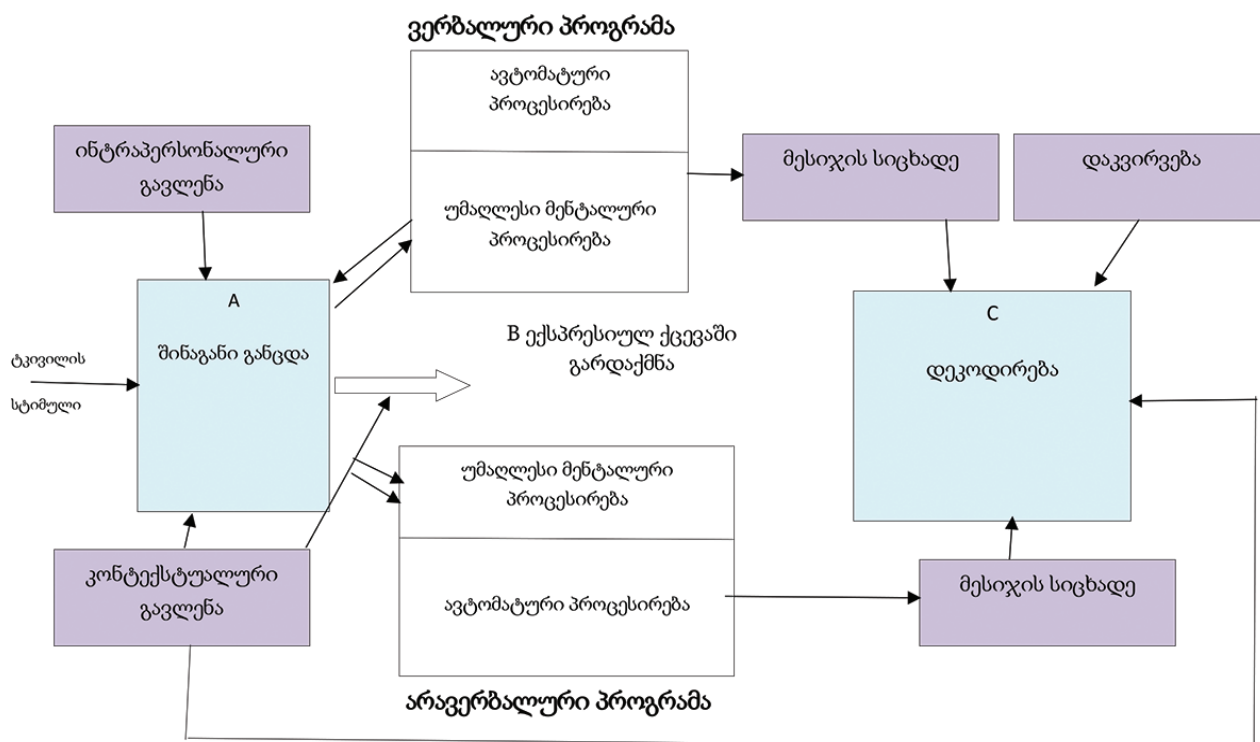 ვერბალური პროგრამა
ავტომატური
პროცესირება
უმაღლესი მენტალური
პროცესირება
ინტრაპერსონალური
გავლენა
A
შინაგანი განცდა
ტკივილის
სტიმული
კონტექსტუალური
გავლენა
B ექსპრესიულ ქცევაში
გარდაქმნა
უმაღლესი მენტალური
პროცესირება
ავტომატური პროცესირება
არავერბალური პროგრამა
მესიჯის სიცხადე
დაკვირვება
C
დეკოდირება
მესიჯის სიცხადე